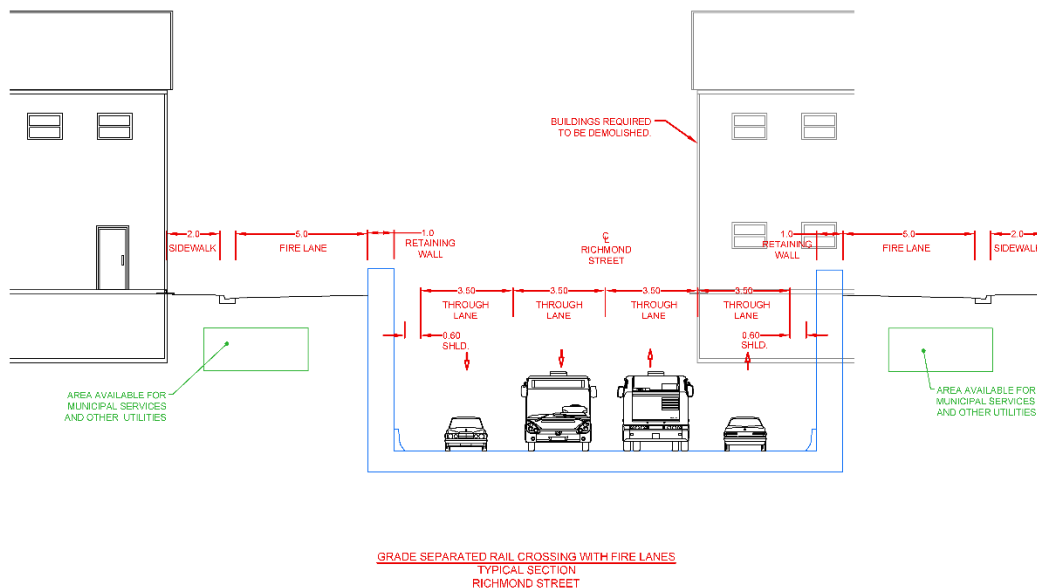 BUILDINGS REQUIRED
TO BE DEMOLISHED.
2.0
SIDEWALK
5.0
FIRE LANE
1.0
RETAINING
WALL
℄
RICHMOND
STREET
1.0
RETAINING
WALL
5.0
FIRE LANE
2.0
SIDEWALK
3.50
THROUGH
LANE
3.50
THROUGH
LANE
3.50
THROUGH
LANE
3.50
THROUGH
LANE
0.60
SHLD.
0.60
SHLD.
AREA AVAILABLE FOR
MUNICIPAL SERVICES
AND OTHER UTILITIES
AREA AVAILABLE FOR
MUNICIPAL SERVICES
AND OTHER UTILITIES
GRADE SEPARATED RAIL CROSSING WITH FIRE LANES
TYPICAL SECTION
RICHMOND STREET